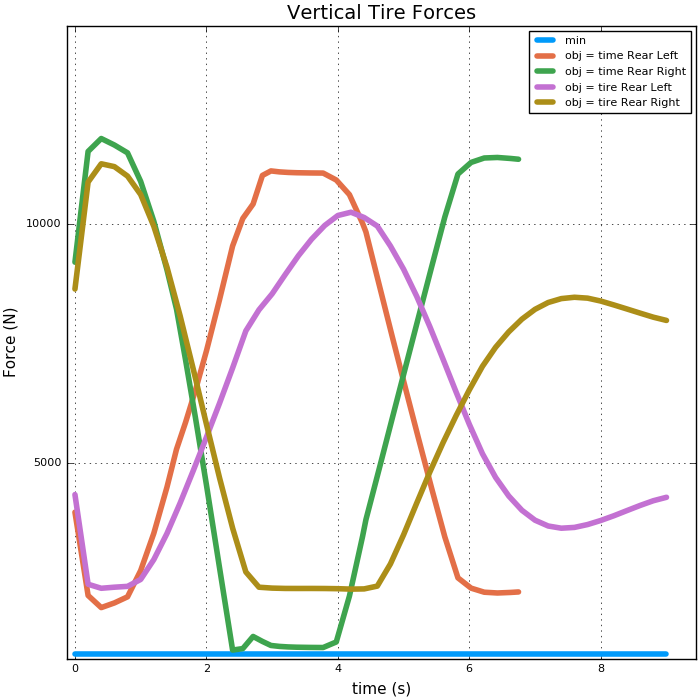 Vertical Tire Forces
min
obj = time Rear Left
obj = time Rear Right
obj = tire Rear Left
obj = tire Rear Right
10000
5000
Force (N)
0 2 4 6 8
time (s)